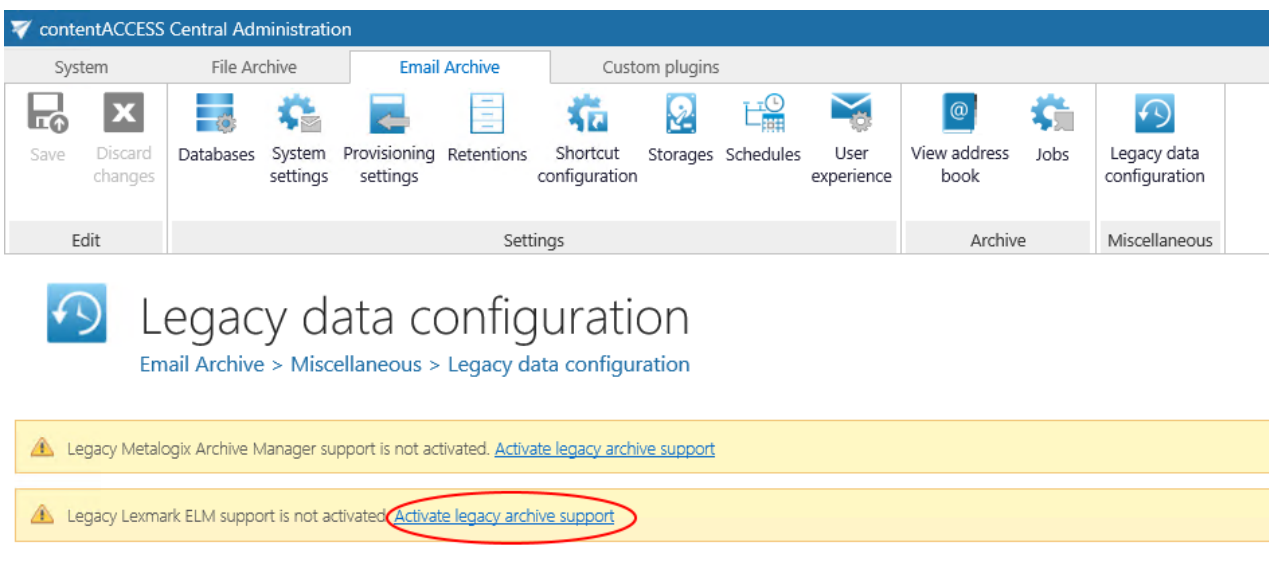 contentACCESS Central Administration
System File Archive Email Archive Custom plugins
Save Discard changes Databases System settings Provisioning settings Retentions Shortcut configuration Storages Schedules User experience View address book Jobs Legacy data configuration
Edit Settings Archive Miscellaneous
Legacy data configuration
Email Archive > Miscellaneous > Legacy data configuration
Legacy Metalogix Archive Manager support is not activated. Activate legacy archive support
Legacy Lexmark ELM support is not activated. Activate legacy archive support